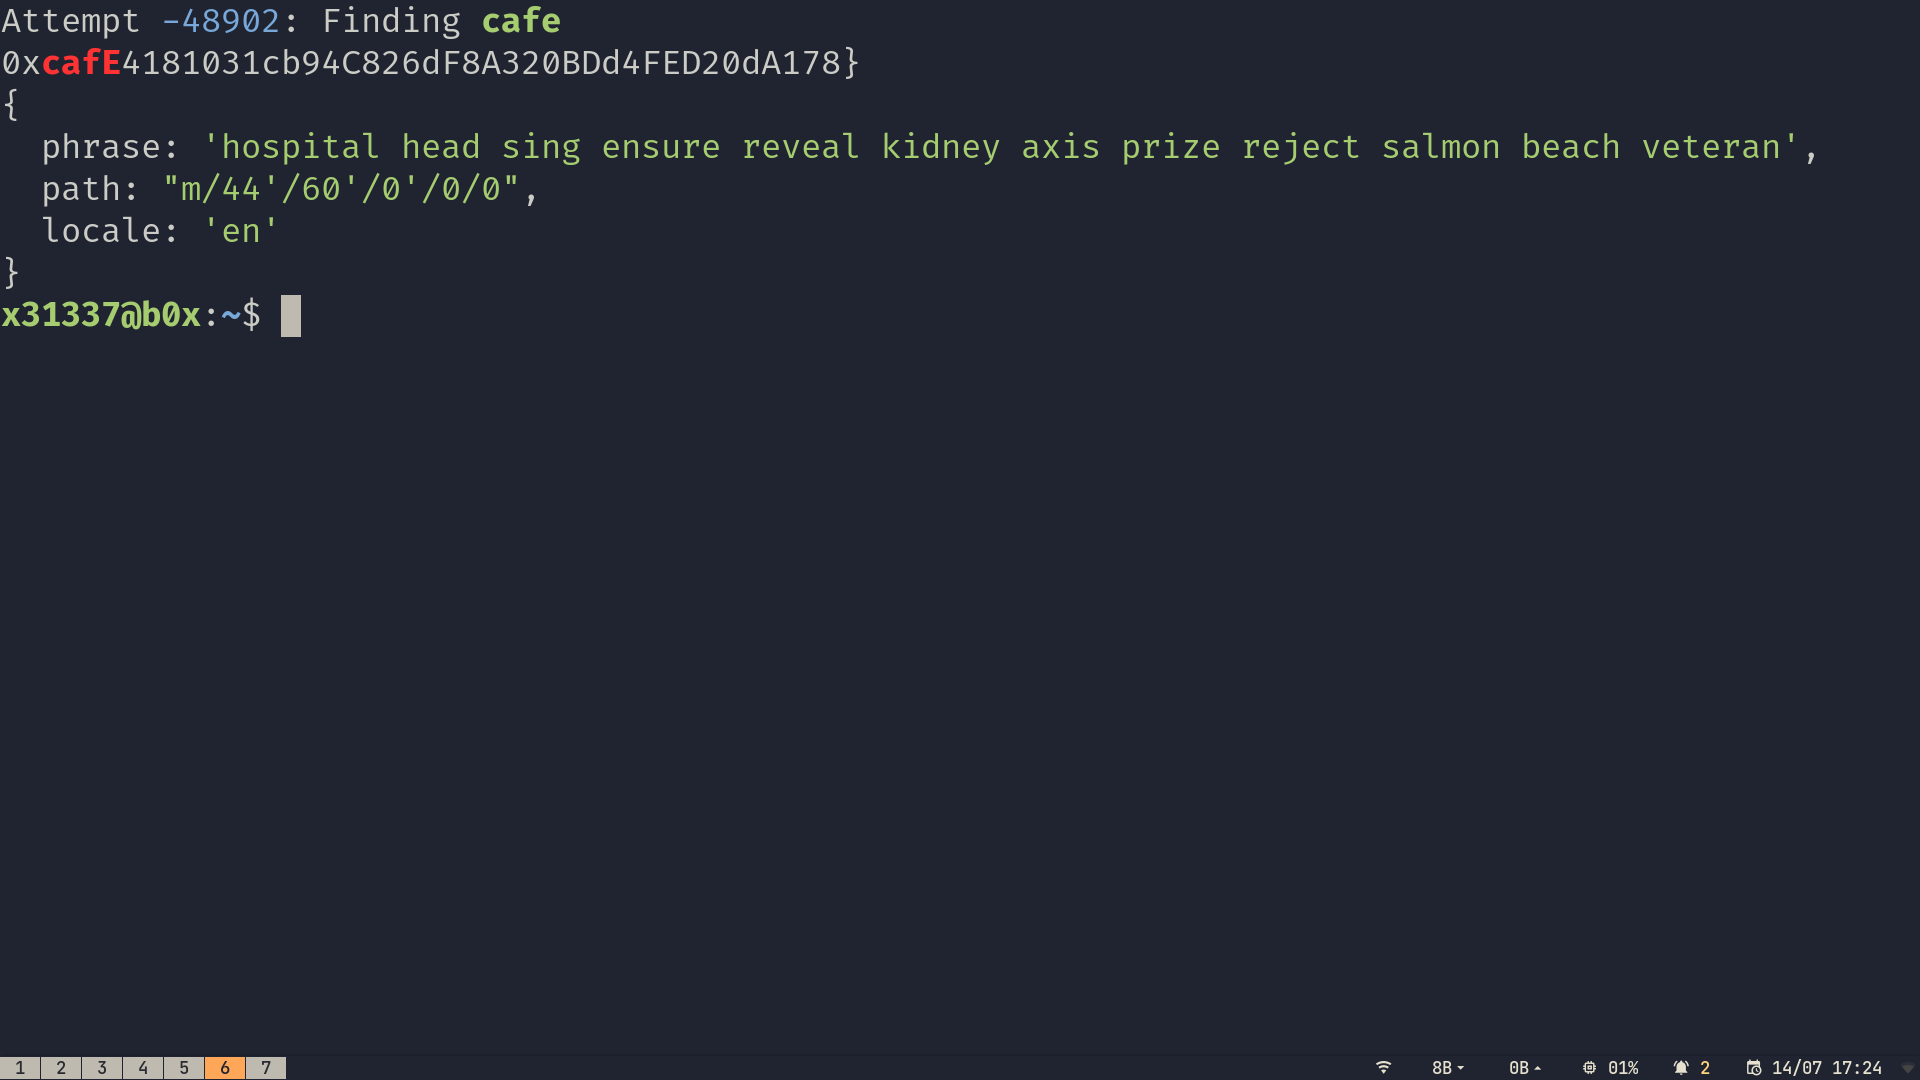 Attempt -48902: Finding cafe
0xcafE4181031cb94C826dF8A320BDd4FED20dA178}
{
  phrase: 'hospital head sing ensure reveal kidney axis prize reject salmon beach veteran',
  path: "m/44'/60'/0'/0/0",
  locale: 'en'
}
x31337@b0x:~$
1 2 3 4 5 6 7 8B 0B 01% 2 14/07 17:24